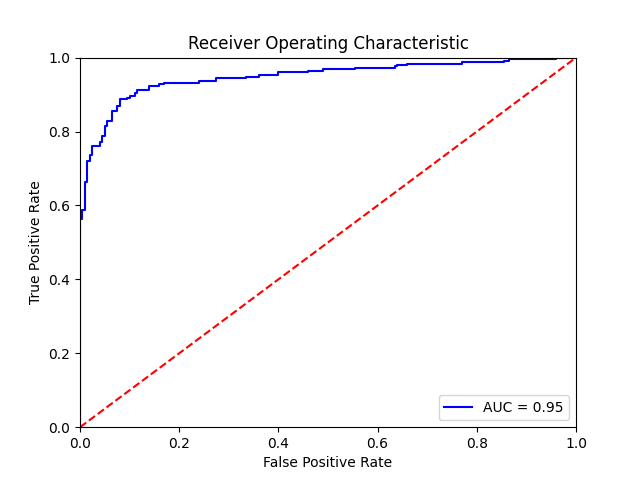 Receiver Operating Characteristic
1.0
0.8
0.6
0.4
0.2
0.0
True Positive Rate
AUC = 0.95
0.0 0.2 0.4 0.6 0.8 1.0
False Positive Rate